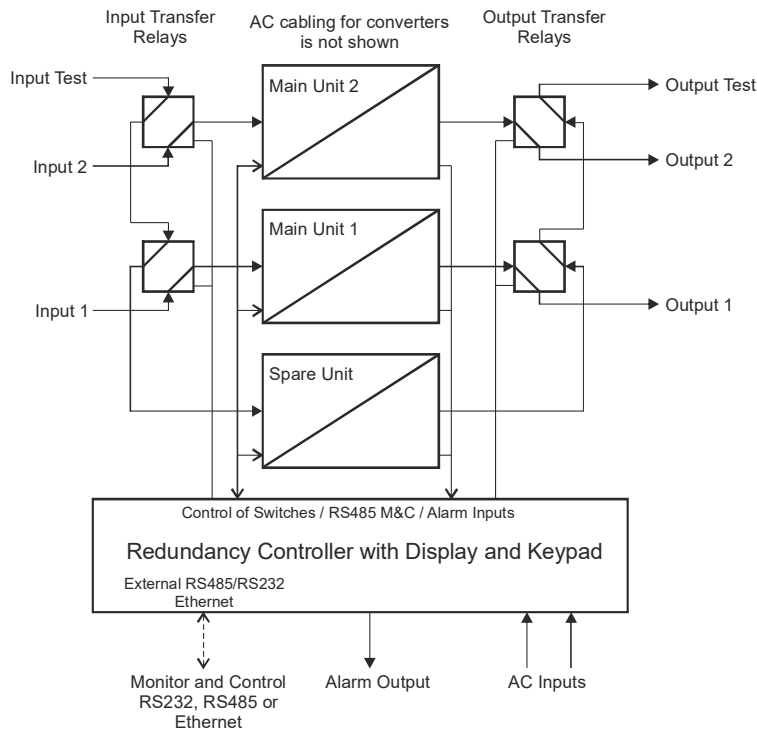 Input Transfer
Relays
AC cabling for converters
is not shown
Output Transfer
Relays
Input Test
Main Unit 2
Output Test
Input 2
Output 2
Main Unit 1
Input 1
Output 1
Spare Unit
Control of Switches / RS485 M&C / Alarm Inputs
Redundancy Controller with Display and Keypad
External RS485/RS232
Ethernet
Monitor and Control
RS232, RS485 or
Ethernet
Alarm Output
AC Inputs